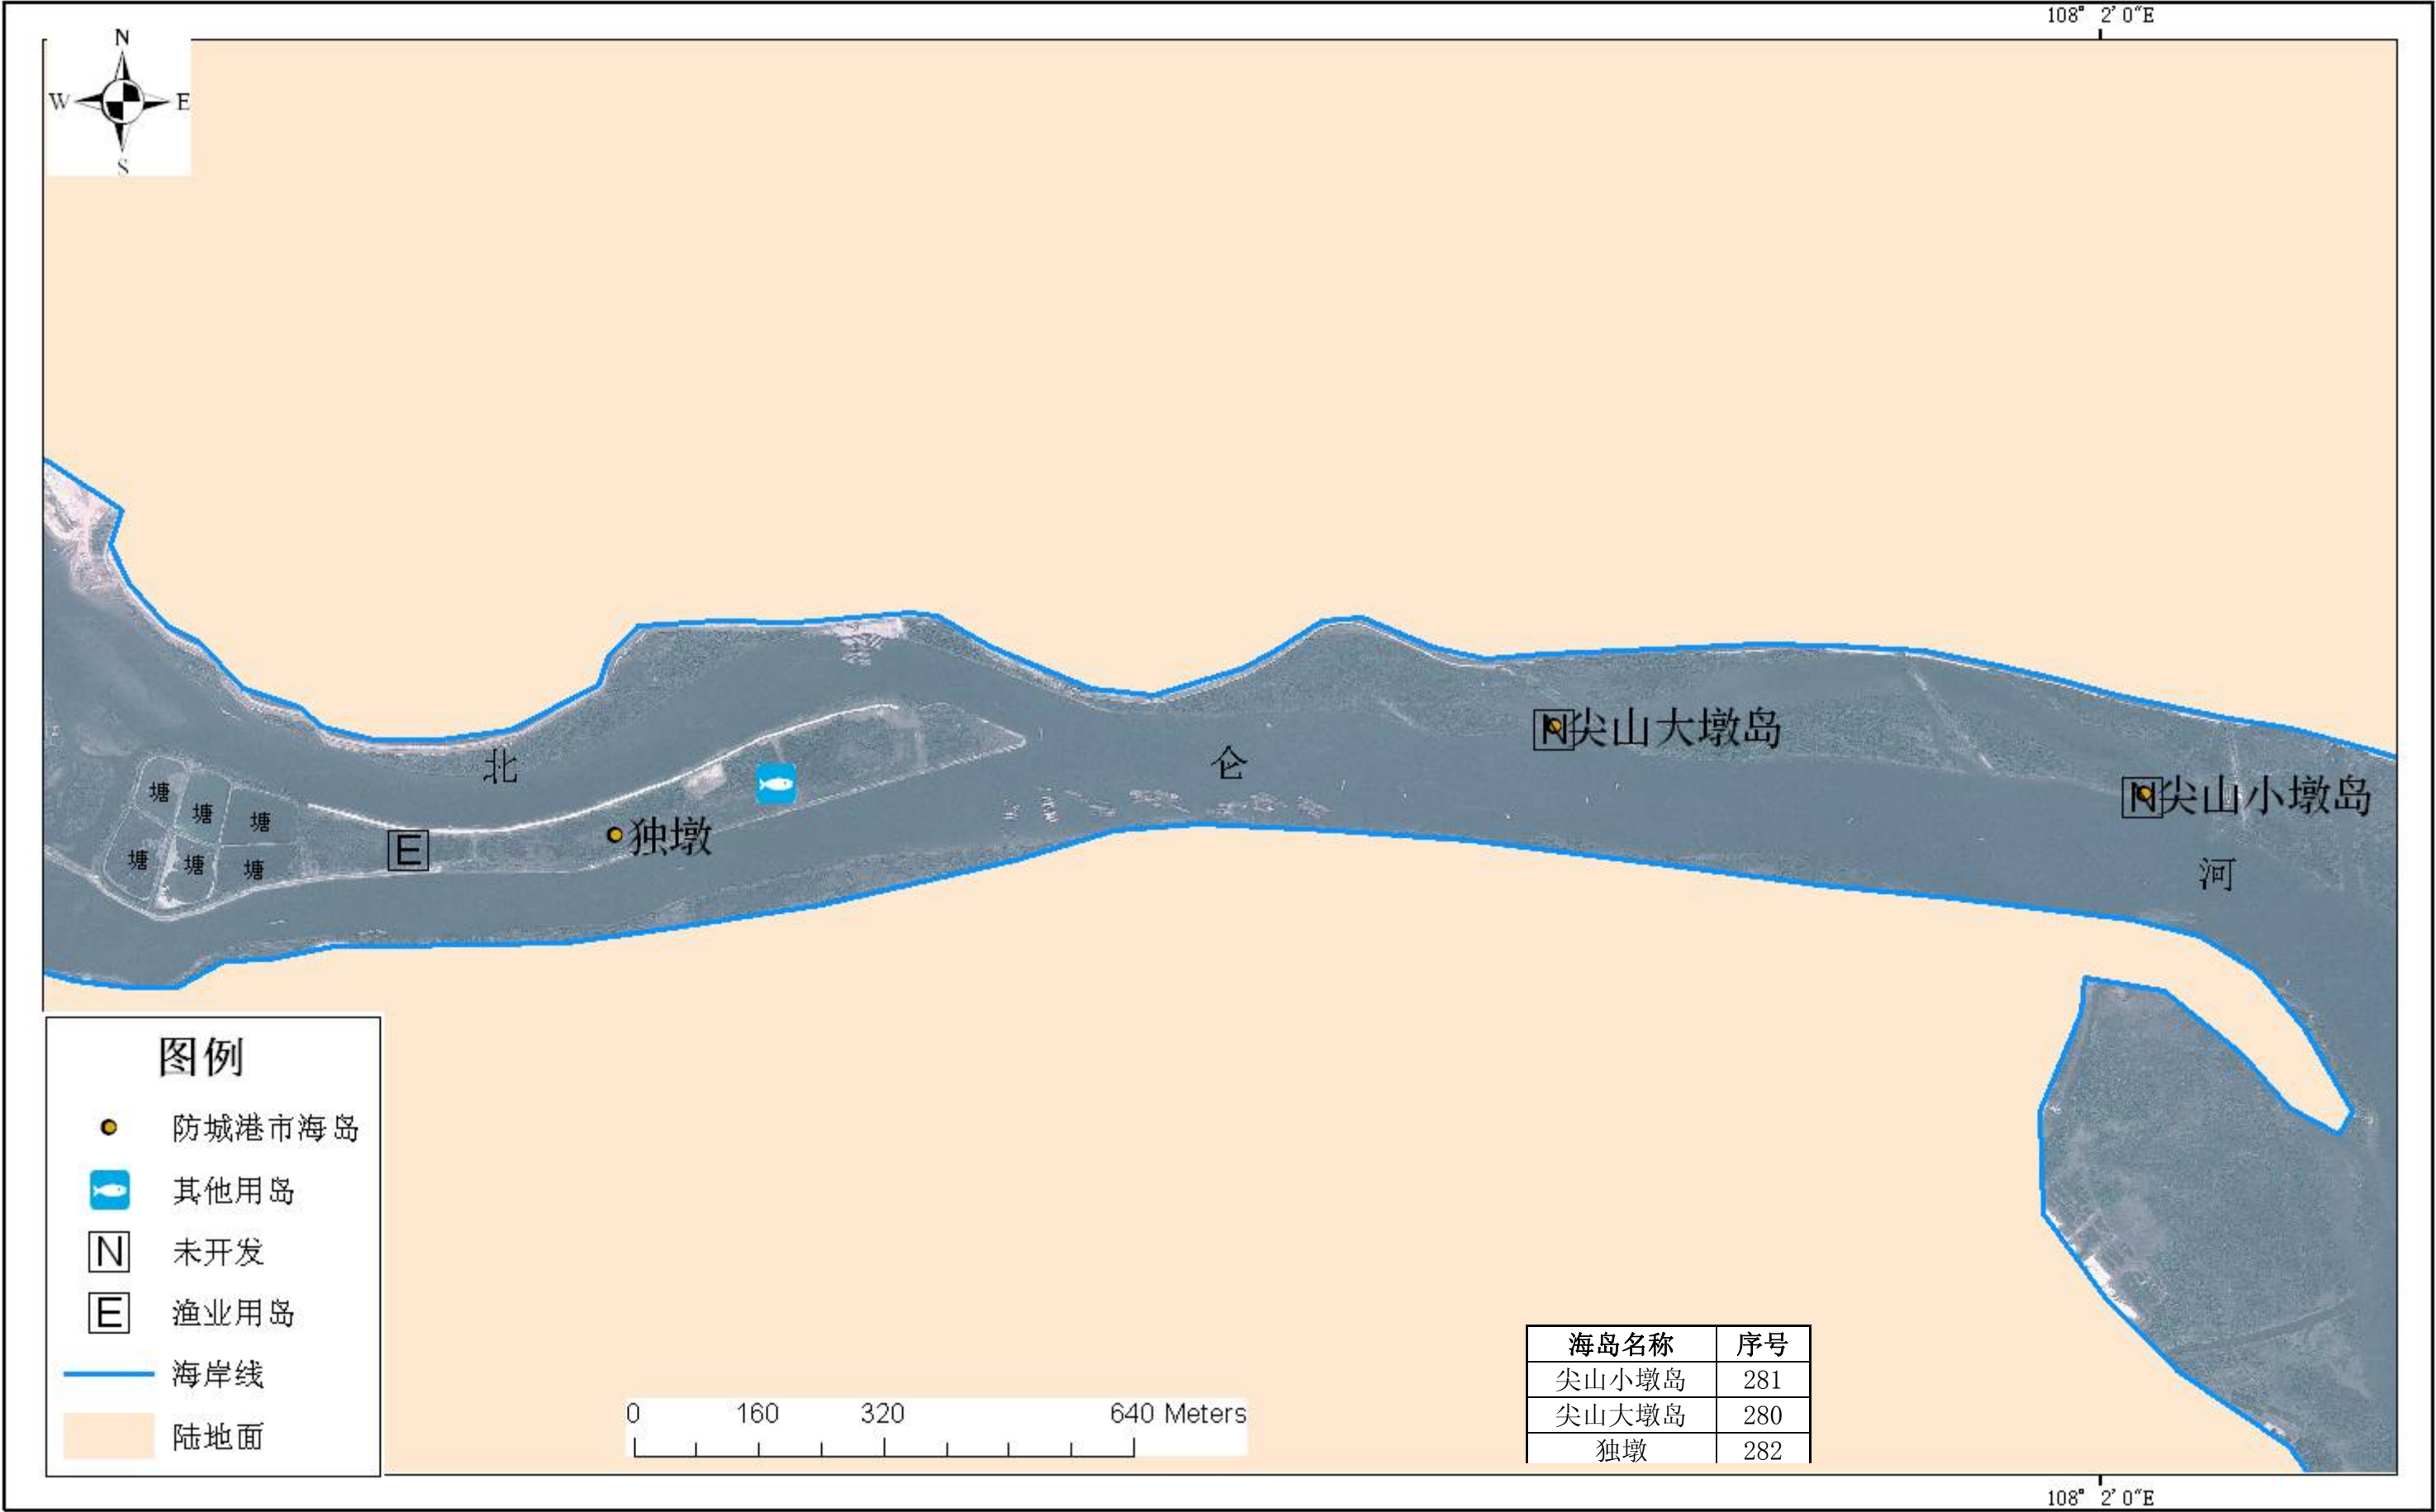 108° 2′0″E
N
W E
S
北
仑
N尖山大墩岛
N尖山小墩岛
塘
塘
塘
E
独墩
塘
塘
塘
河
图例
防城港市海岛
其他用岛
N 未开发
E 渔业用岛
海岸线
陆地面
0 160 320 640 Meters
海岛名称 序号
尖山小墩岛 281
尖山大墩岛 280
独墩 282
108° 2′0″E